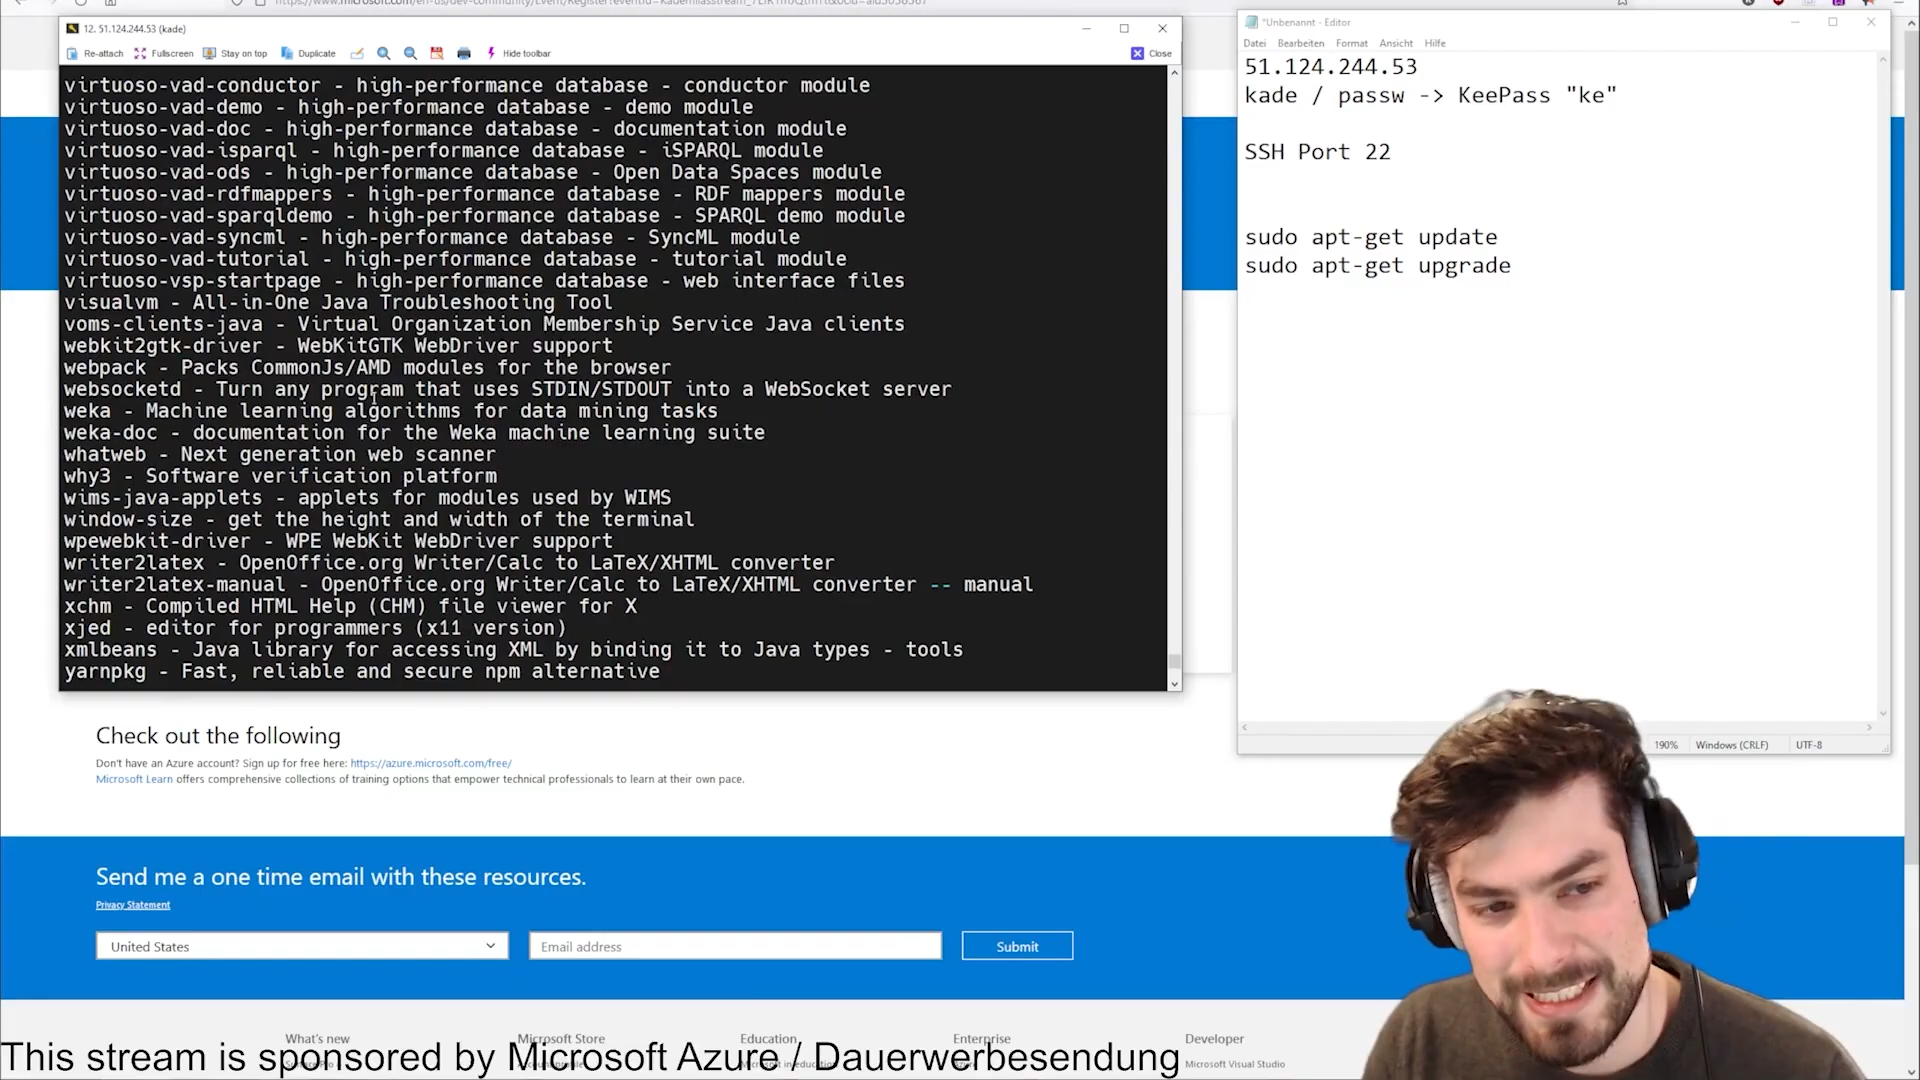 12. 51.124.244.53 (kade)
Re-attach Fullscreen Stay on top Duplicate Hide toolbar Close
virtuoso-vad-conductor - high-performance database - conductor module
virtuoso-vad-demo - high-performance database - demo module
virtuoso-vad-doc - high-performance database - documentation module
virtuoso-vad-isparql - high-performance database - iSPARQL module
virtuoso-vad-ods - high-performance database - Open Data Spaces module
virtuoso-vad-rdfmappers - high-performance database - RDF mappers module
virtuoso-vad-sparqldemo - high-performance database - SPARQL demo module
virtuoso-vad-syncml - high-performance database - SyncML module
virtuoso-vad-tutorial - high-performance database - tutorial module
virtuoso-vsp-startpage - high-performance database - web interface files
visualvm - All-in-One Java Troubleshooting Tool
voms-clients-java - Virtual Organization Membership Service Java clients
webkit2gtk-driver - WebKitGTK WebDriver support
webpack - Packs CommonJs/AMD modules for the browser
websocketd - Turn any program that uses STDIN/STDOUT into a WebSocket server
weka - Machine learning algorithms for data mining tasks
weka-doc - documentation for the Weka machine learning suite
whatweb - Next generation web scanner
why3 - Software verification platform
wims-java-applets - applets for modules used by WIMS
window-size - get the height and width of the terminal
wpewebkit-driver - WPE WebKit WebDriver support
writer2latex - OpenOffice.org Writer/Calc to LaTeX/XHTML converter
writer2latex-manual - OpenOffice.org Writer/Calc to LaTeX/XHTML converter -- manual
xchm - Compiled HTML Help (CHM) file viewer for X
xjed - editor for programmers (x11 version)
xmlbeans - Java library for accessing XML by binding it to Java types - tools
yarnpkg - Fast, reliable and secure npm alternative
*Unbenannt - Editor
Datei Bearbeiten Format Ansicht Hilfe
51.124.244.53
kade / passw -> KeePass "ke"
SSH Port 22
sudo apt-get update
sudo apt-get upgrade
190% Windows (CRLF) UTF-8
Check out the following
Don't have an Azure account? Sign up for free here: https://azure.microsoft.com/free/
Microsoft Learn offers comprehensive collections of training options that empower technical professionals to learn at their own pace.
Send me a one time email with these resources.
Privacy Statement
United States Email address Submit
What's new Microsoft Store Education Enterprise Developer
Microsoft Visual Studio
This stream is sponsored by Microsoft Azure / Dauerwerbesendung